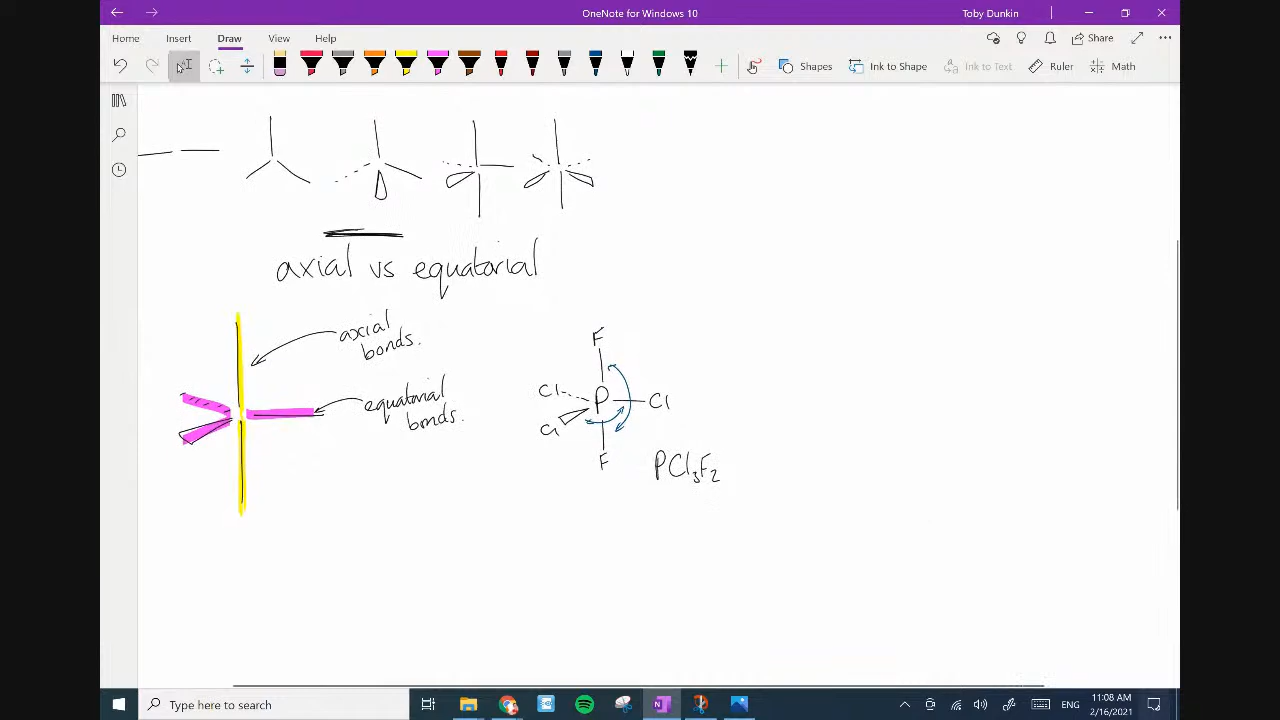 OneNote for Windows 10
Toby Dunkin
Home Insert Draw View Help
Share
Shapes Ink to Shape Ink to Text Ruler Math
axial vs equatorial
axial
bonds.
equatorial
bonds.
F
Cl P Cl
Cl
F
PCl3F2
Type here to search
ENG
11:08 AM
2/16/2021